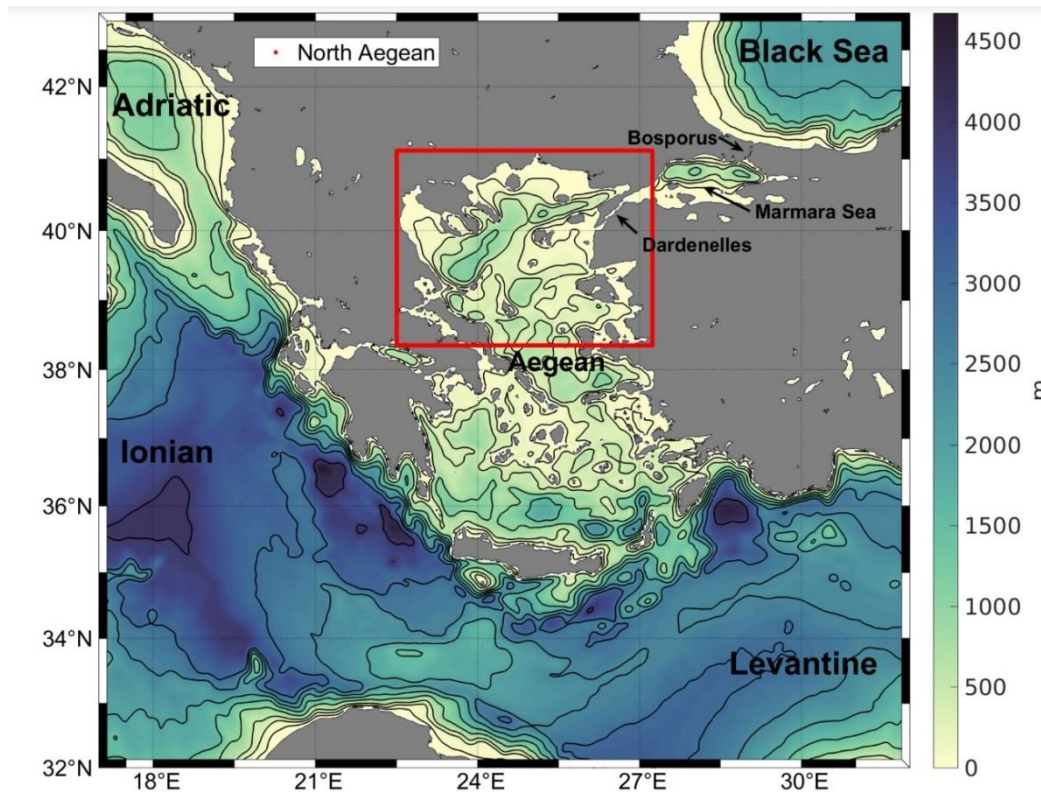 North Aegean
Black Sea
Adriatic
Bosporus
Marmara Sea
Dardenelles
Aegean
Ionian
Levantine
42°N
40°N
38°N
36°N
34°N
32°N
18°E
21°E
24°E
27°E
30°E
4500
4000
3500
3000
2500
2000
1500
1000
500
0
m